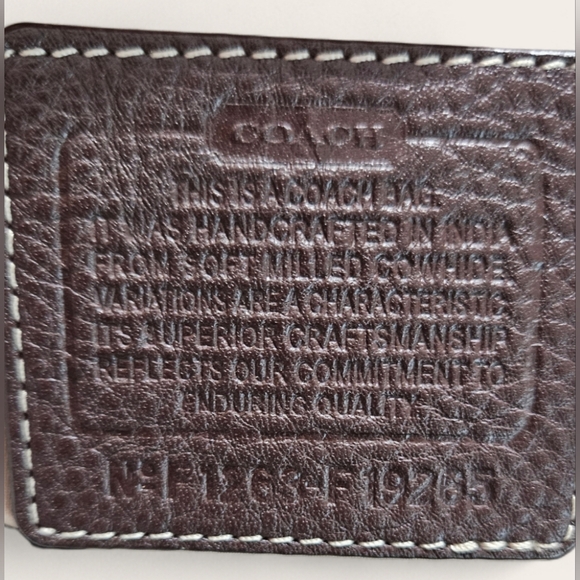 COACH
THIS IS A COACH BAG.
IT WAS HANDCRAFTED IN INDIA
FROM SOFT MILLED COWHIDE.
VARIATIONS ARE A CHARACTERISTIC.
ITS SUPERIOR CRAFTSMANSHIP
REFLECTS OUR COMMITMENT TO
ENDURING QUALITY.
No F1263-F19265